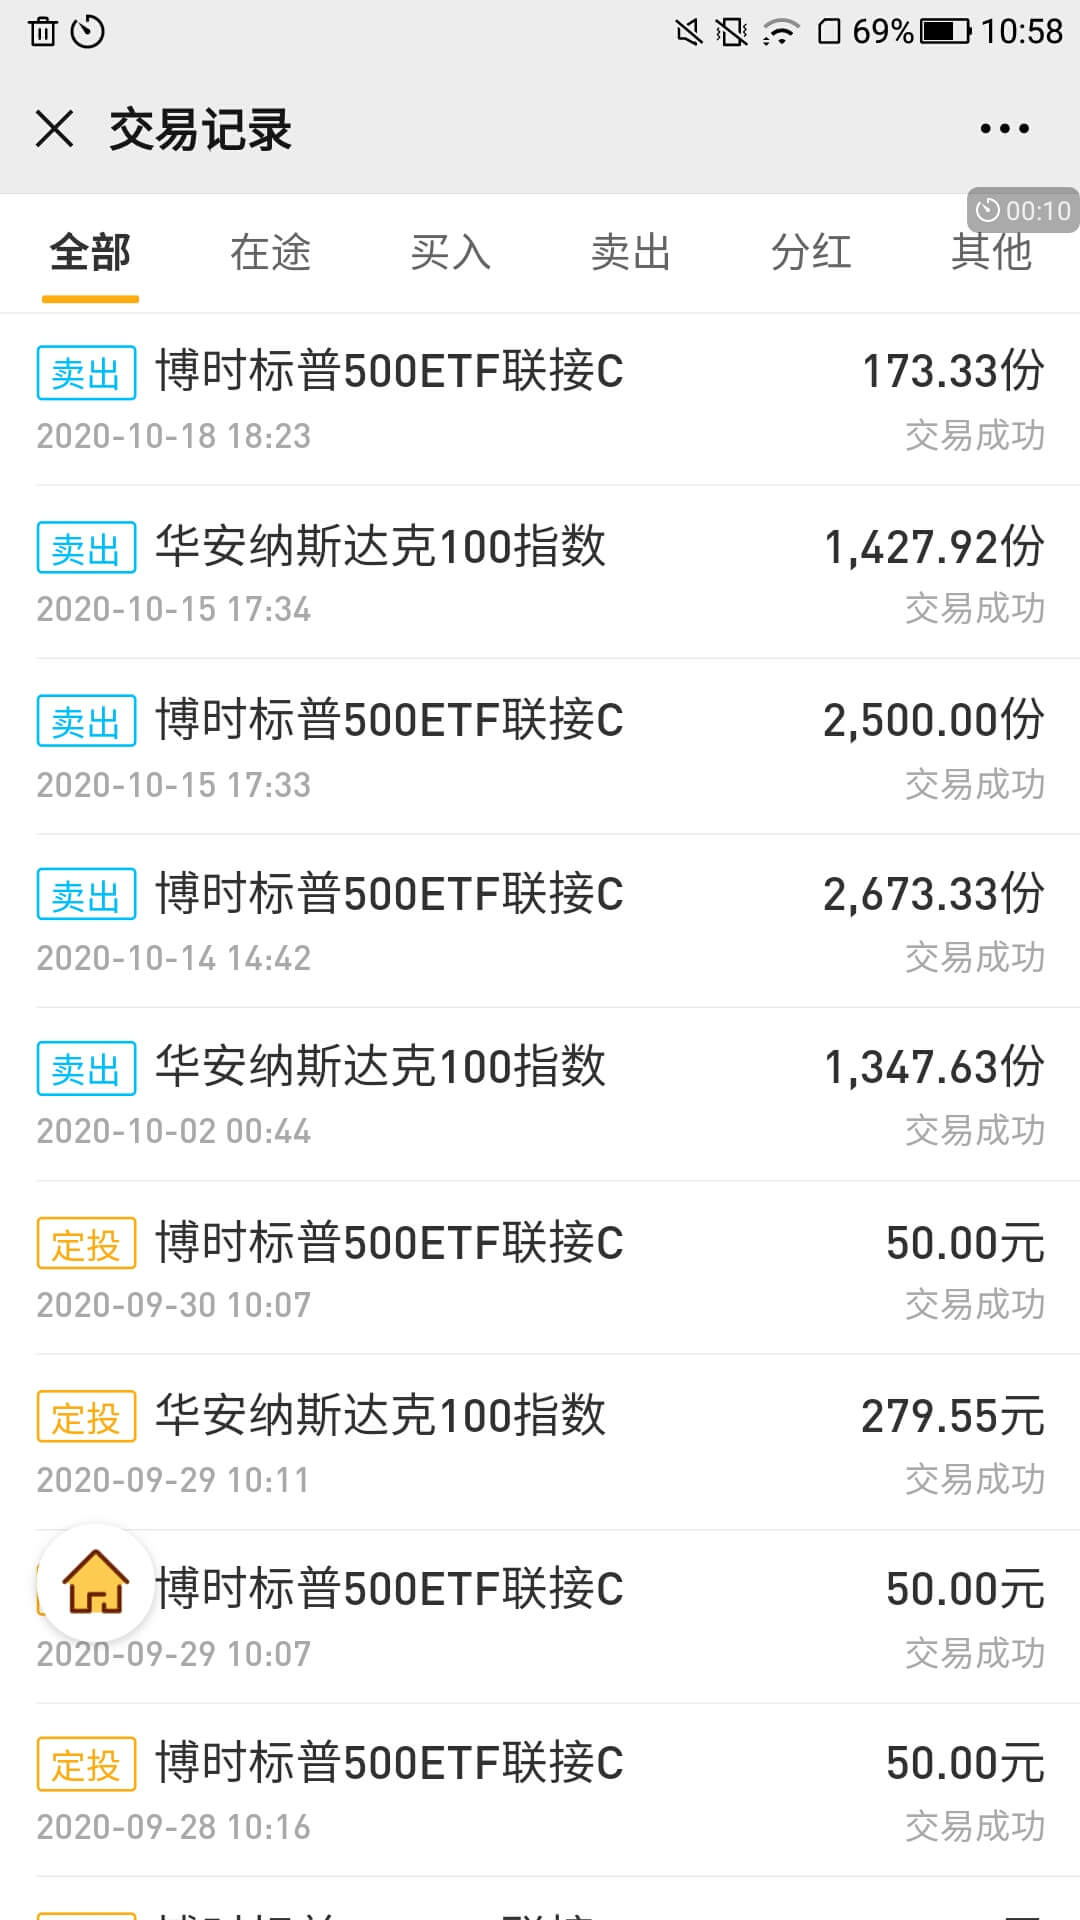 69% 10:58
交易记录
00:10
全部 在途 买入 卖出 分红 其他
卖出 博时标普500ETF联接C 173.33份
2020-10-18 18:23 交易成功
卖出 华安纳斯达克100指数 1,427.92份
2020-10-15 17:34 交易成功
卖出 博时标普500ETF联接C 2,500.00份
2020-10-15 17:33 交易成功
卖出 博时标普500ETF联接C 2,673.33份
2020-10-14 14:42 交易成功
卖出 华安纳斯达克100指数 1,347.63份
2020-10-02 00:44 交易成功
定投 博时标普500ETF联接C 50.00元
2020-09-30 10:07 交易成功
定投 华安纳斯达克100指数 279.55元
2020-09-29 10:11 交易成功
博时标普500ETF联接C 50.00元
2020-09-29 10:07 交易成功
定投 博时标普500ETF联接C 50.00元
2020-09-28 10:16 交易成功